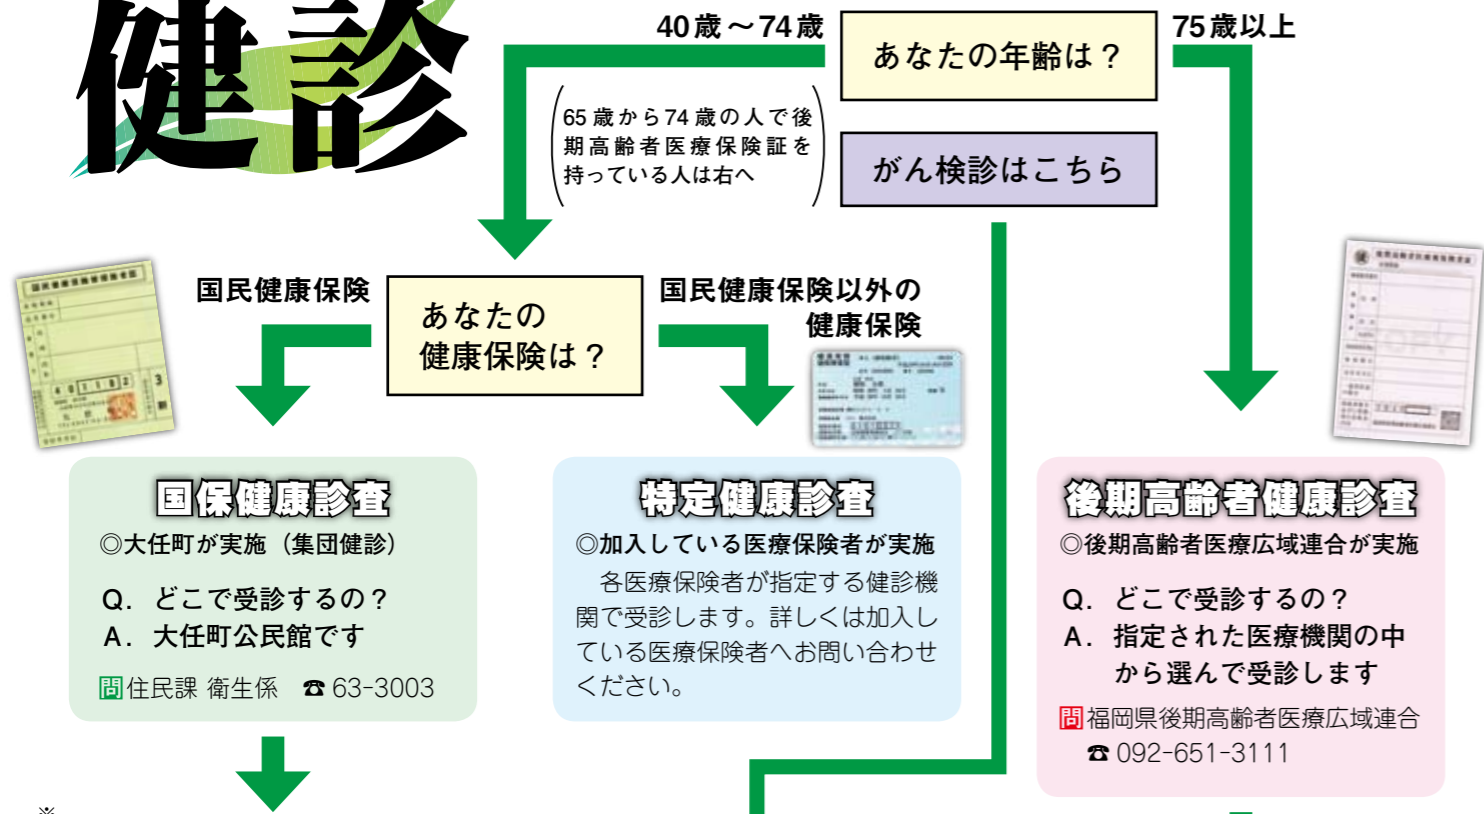 健診
40歳～74歳
あなたの年齢は？
75歳以上
65歳から74歳の人で後
期高齢者医療保険証を
持っている人は右へ
がん検診はこちら
国民健康保険
あなたの
健康保険は？
国民健康保険以外の
健康保険
国保健康診査
◎大任町が実施（集団健診）
Q. どこで受診するの？
A. 大任町公民館です
問住民課 衛生係 ☎63-3003
特定健康診査
◎加入している医療保険者が実施
各医療保険者が指定する健診機
関で受診します。詳しくは加入し
ている医療保険者へお問い合わせ
ください。
後期高齢者健康診査
◎後期高齢者医療広域連合が実施
Q. どこで受診するの？
A. 指定された医療機関の中
から選んで受診します
問福岡県後期高齢者医療広域連合
☎092-651-3111
※